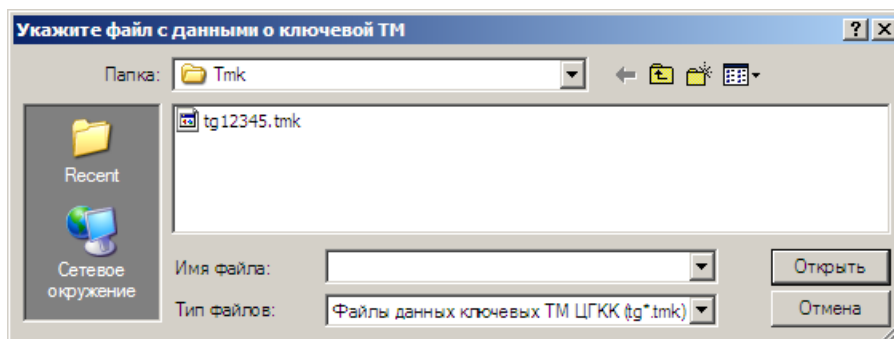 Укажите файл с данными о ключевой ТМ
Папка: Tmk
tg12345.tmk
Recent
Сетевое
окружение
Имя файла: Открыть
Тип файлов: Файлы данных ключевых ТМ ЦГКК (tg*.tmk) Отмена